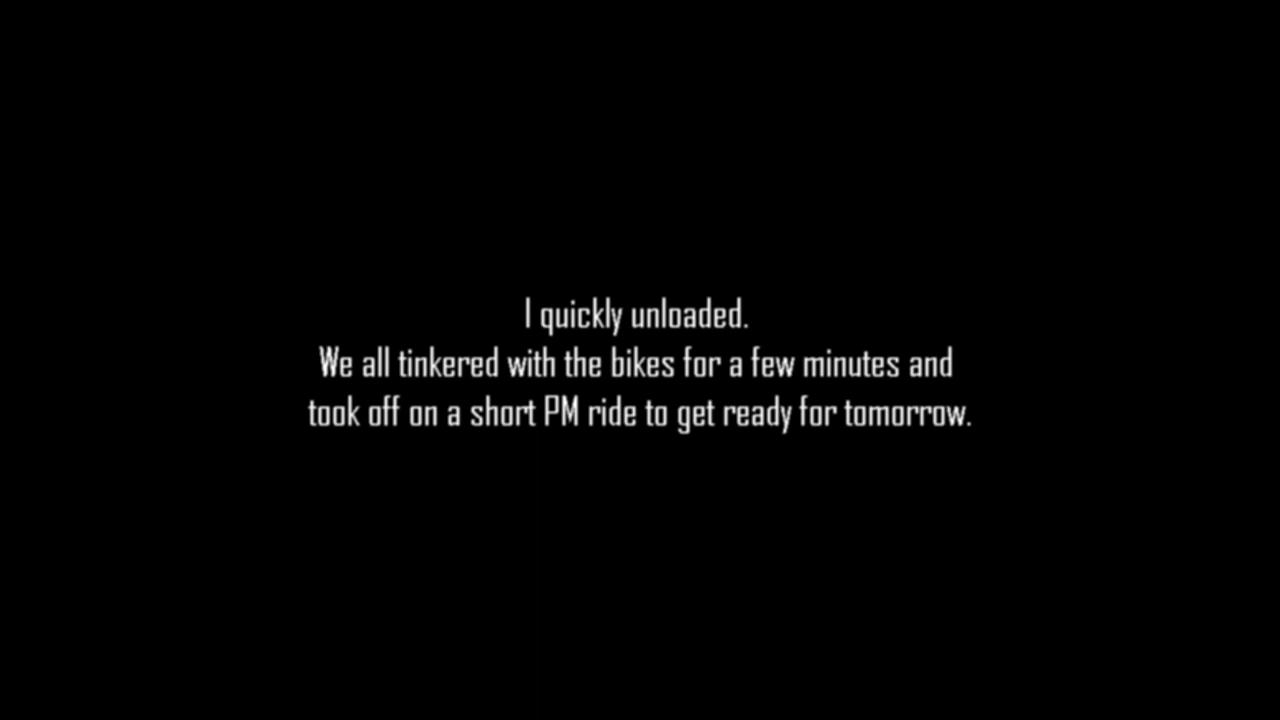 I quickly unloaded.
We all tinkered with the bikes for a few minutes and
took off on a short PM ride to get ready for tomorrow.